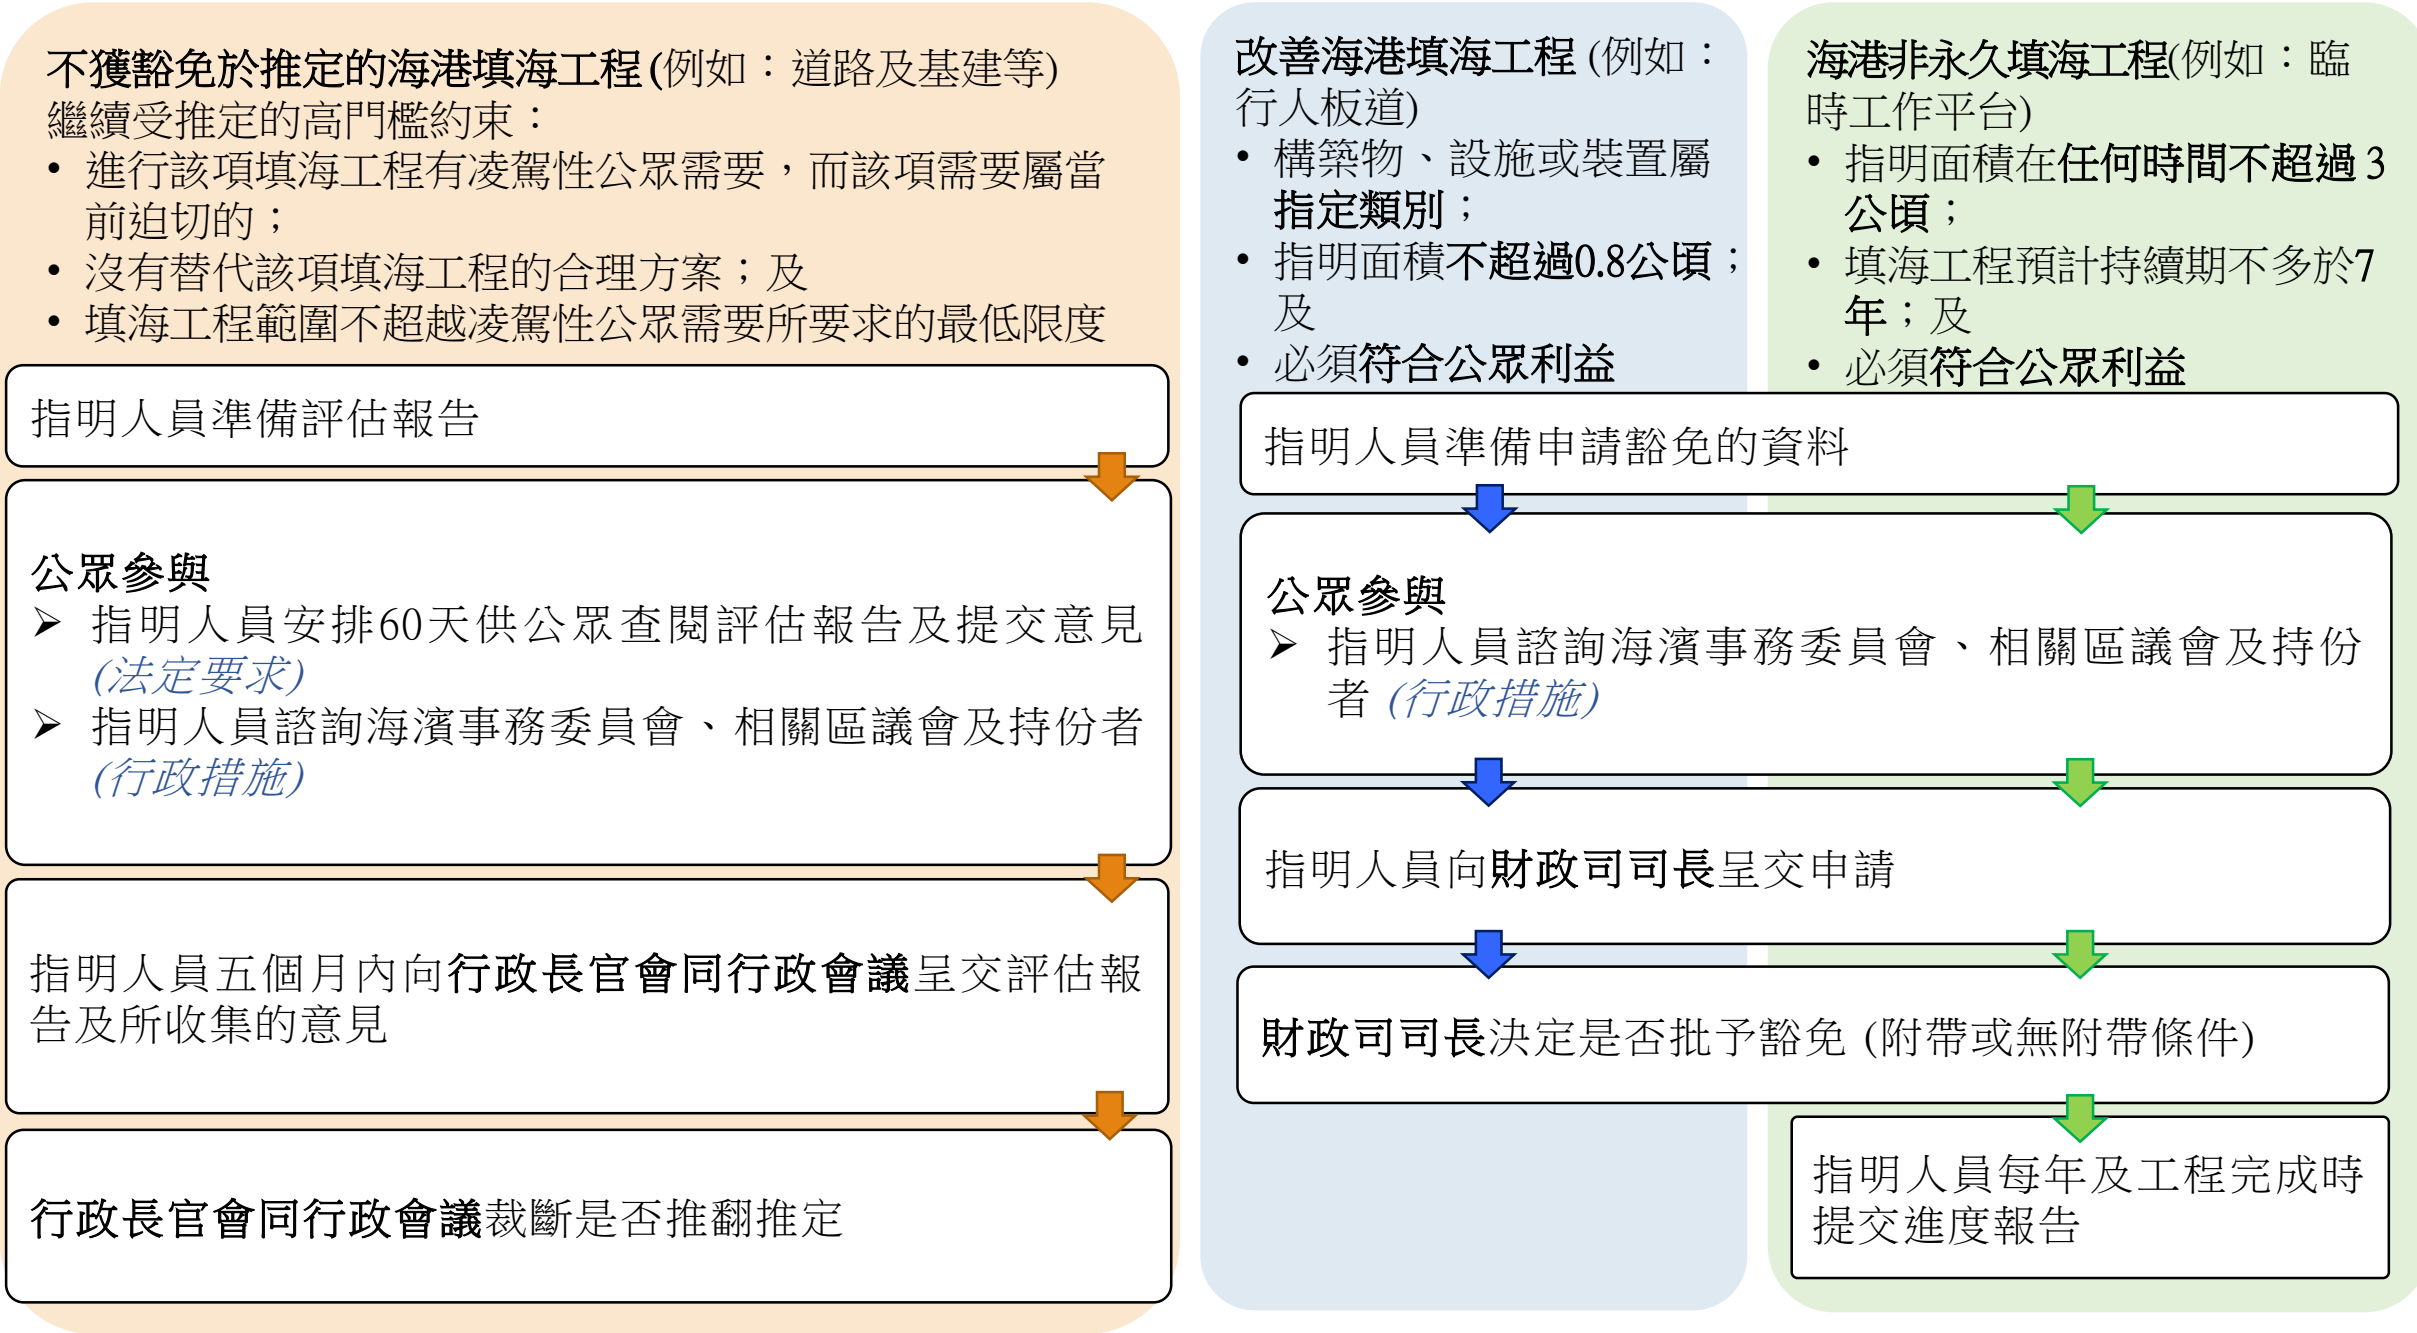 不獲豁免於推定的海港填海工程(例如：道路及基建等)
繼續受推定的高門檻約束：
• 進行該項填海工程有凌駕性公眾需要，而該項需要屬當
前迫切的；
• 沒有替代該項填海工程的合理方案；及
• 填海工程範圍不超越凌駕性公眾需要所要求的最低限度
指明人員準備評估報告
公眾參與
➢ 指明人員安排60天供公眾查閱評估報告及提交意見
(法定要求)
➢ 指明人員諮詢海濱事務委員會、相關區議會及持份者
(行政措施)
指明人員五個月內向行政長官會同行政會議呈交評估報
告及所收集的意見
行政長官會同行政會議裁斷是否推翻推定
改善海港填海工程 (例如：
行人板道)
• 構築物、設施或裝置屬
指定類別；
• 指明面積不超過0.8公頃；
及
• 必須符合公眾利益
海港非永久填海工程(例如：臨
時工作平台)
• 指明面積在任何時間不超過3
公頃；
• 填海工程預計持續期不多於7
年；及
• 必須符合公眾利益
指明人員準備申請豁免的資料
公眾參與
➢ 指明人員諮詢海濱事務委員會、相關區議會及持份
者 (行政措施)
指明人員向財政司司長呈交申請
財政司司長決定是否批予豁免 (附帶或無附帶條件)
指明人員每年及工程完成時
提交進度報告